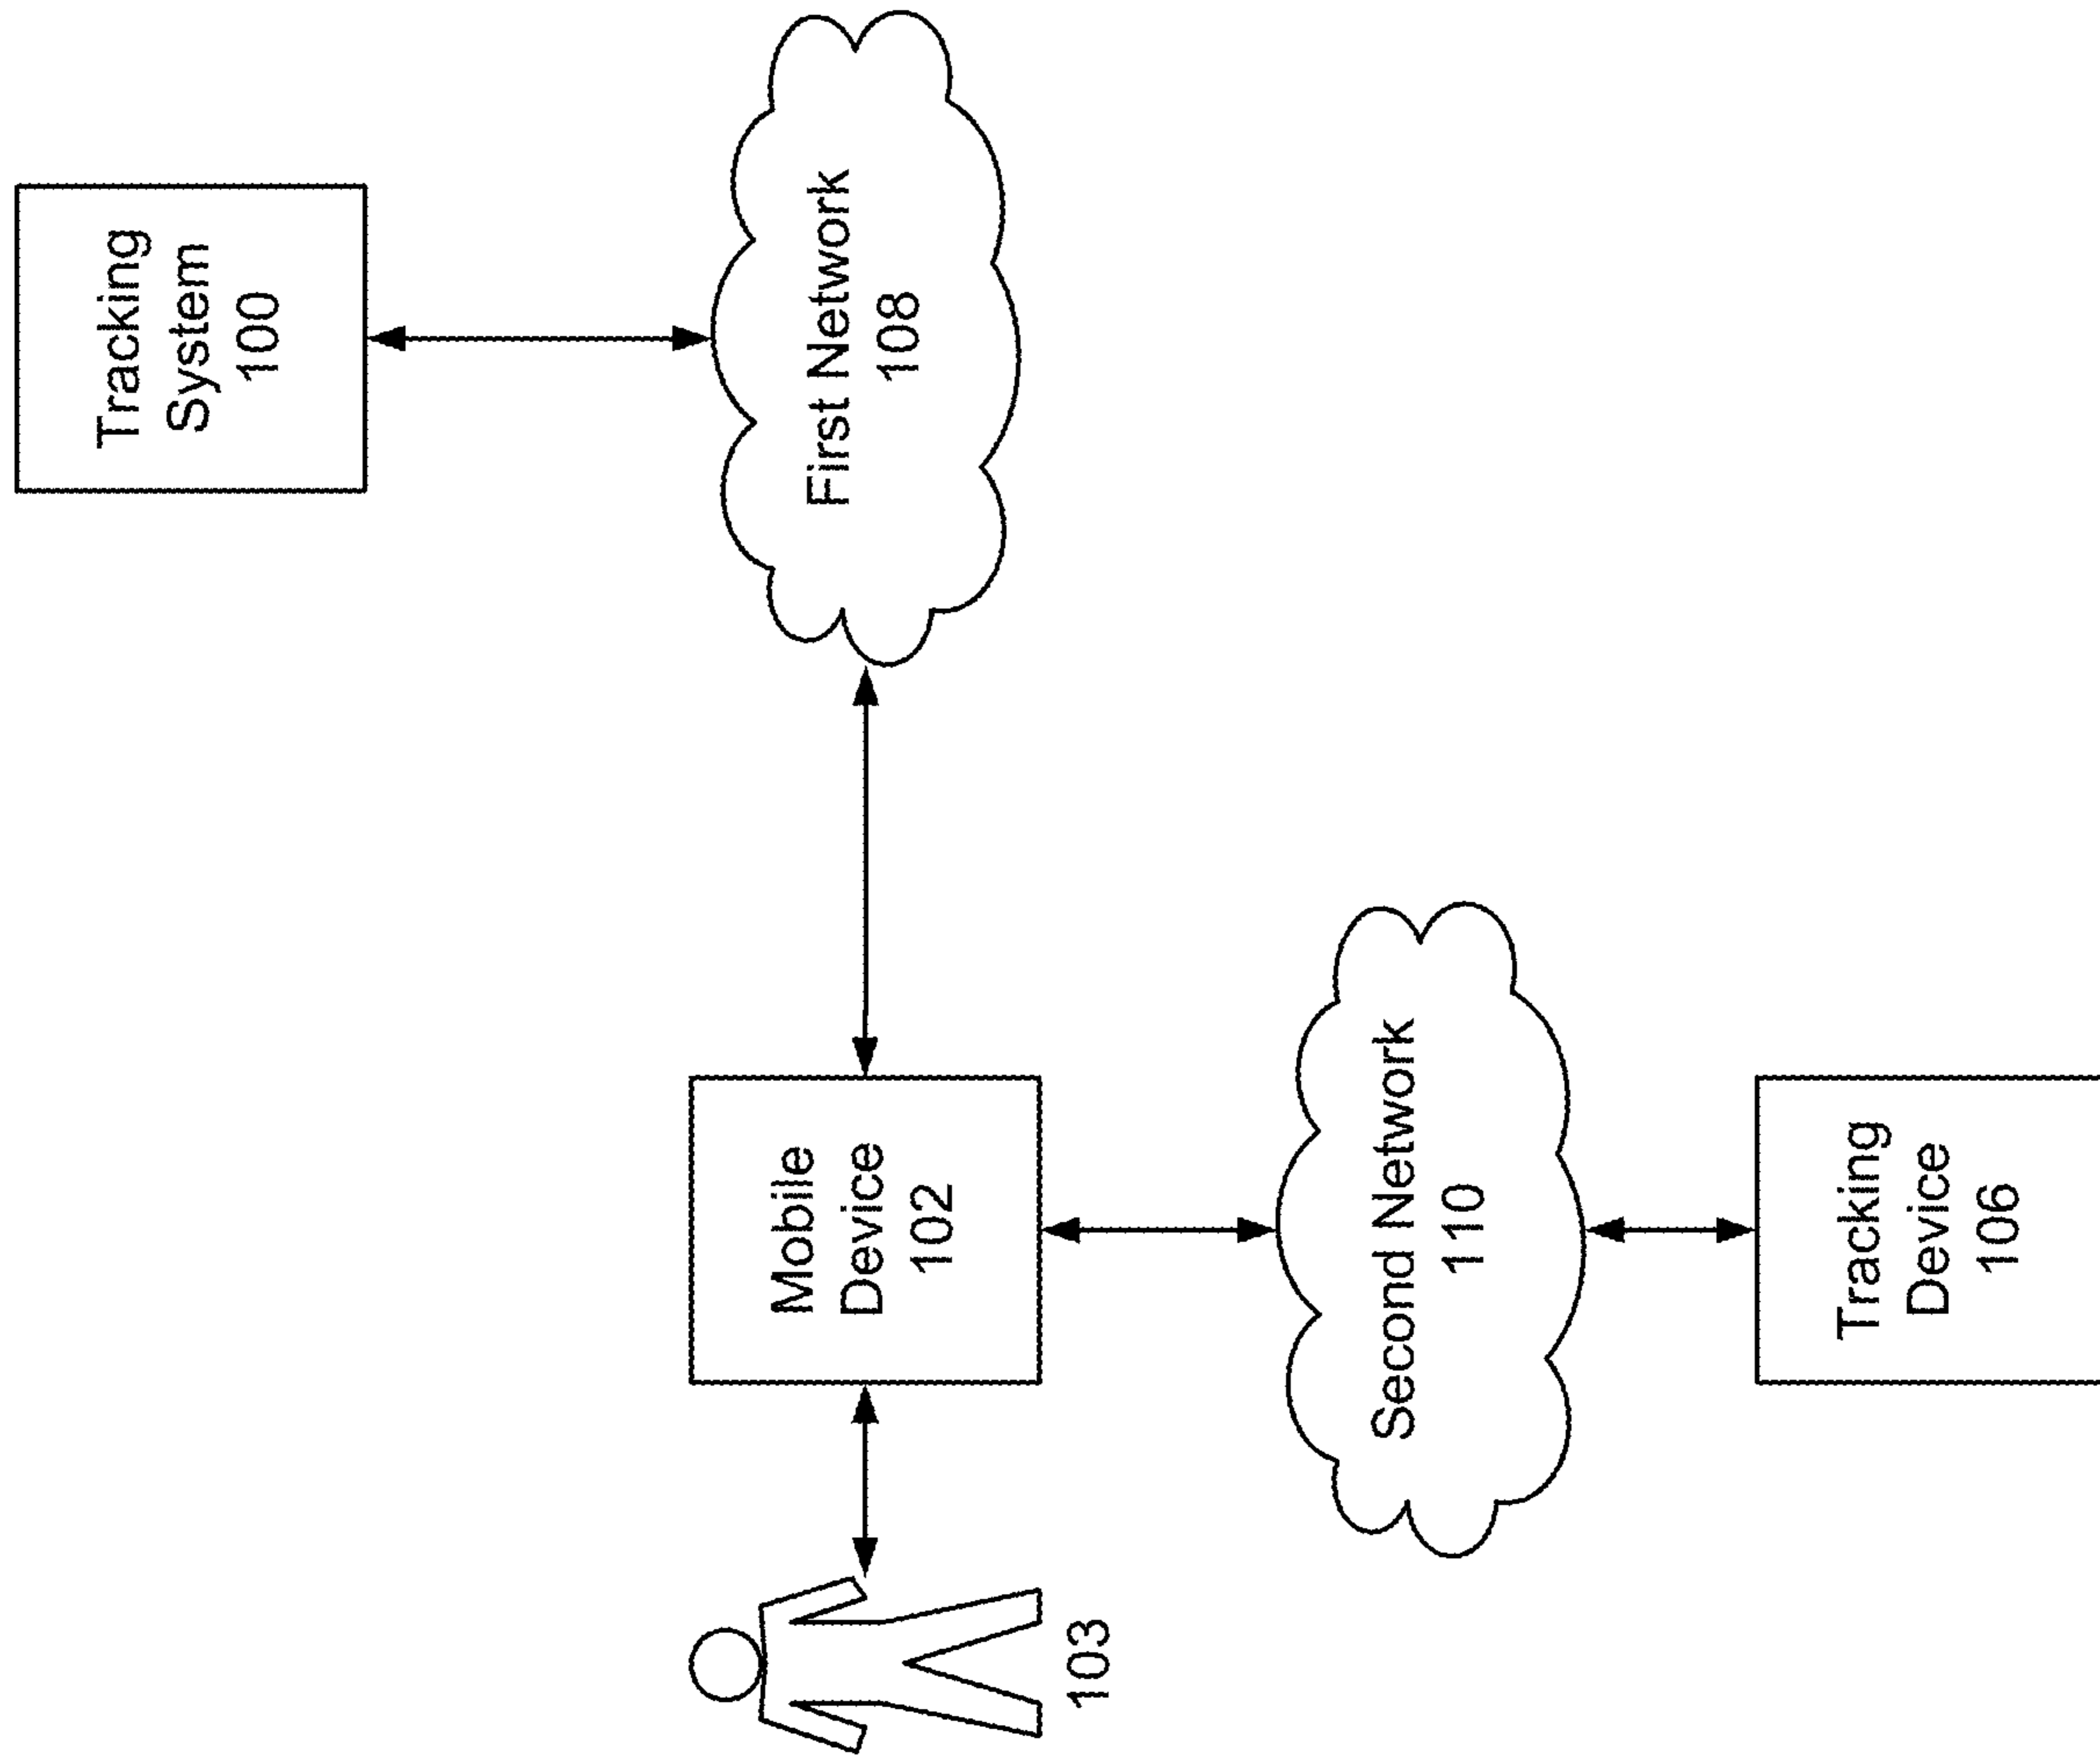 Tracking
System
100
First Network
108
Mobile
Device
102
103
Second Network
110
Tracking
Device
106